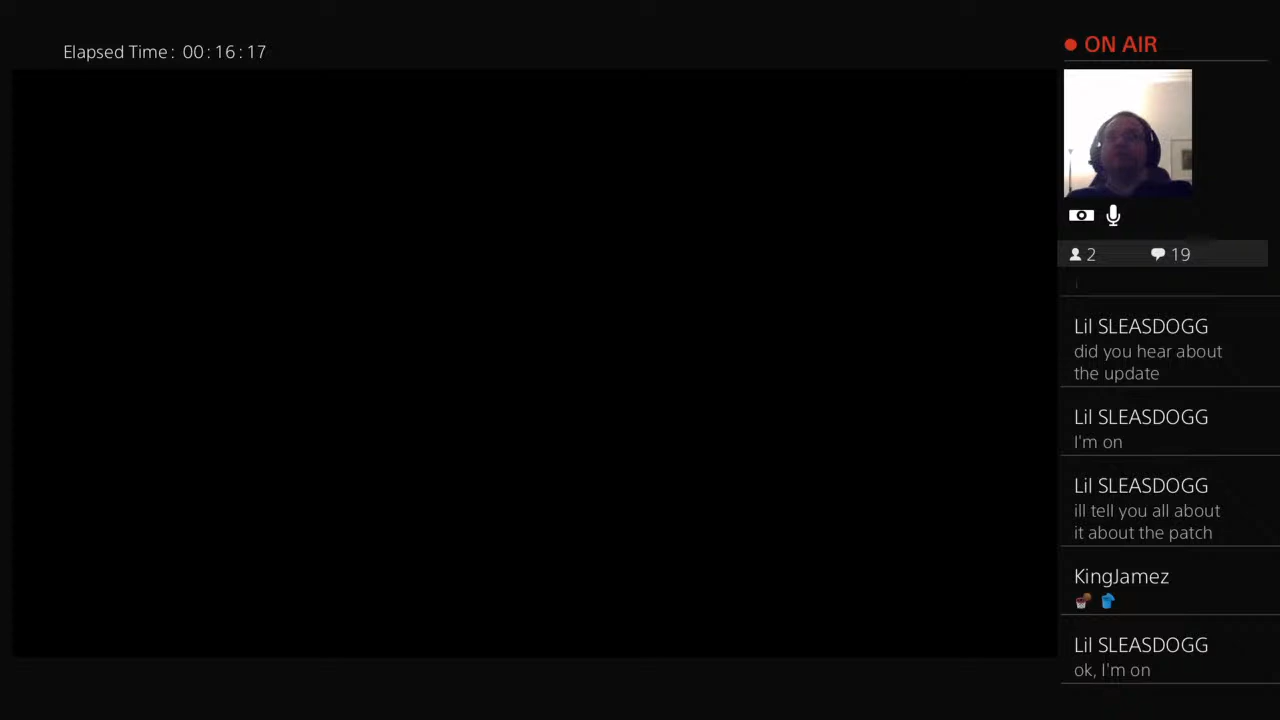 Elapsed Time: 00:16:17
ON AIR
2 19
Lil SLEASDOGG
did you hear about
the update
Lil SLEASDOGG
I'm on
Lil SLEASDOGG
ill tell you all about
it about the patch
KingJamez
Lil SLEASDOGG
ok, I'm on